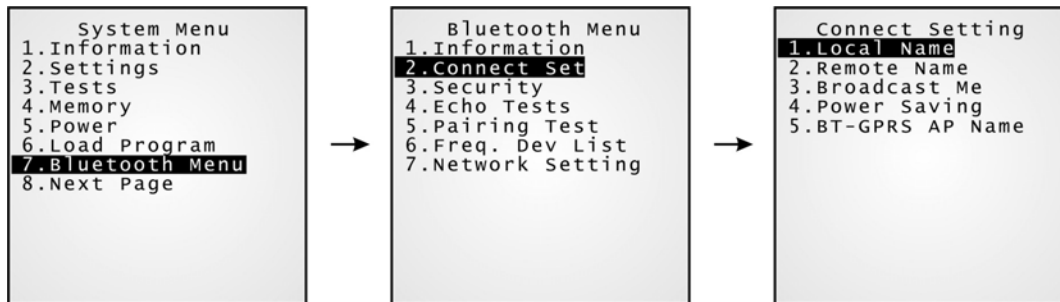 System Menu
1.Information
2.Settings
3.Tests
4.Memory
5.Power
6.Load Program
7.Bluetooth Menu
8.Next Page
Bluetooth Menu
1.Information
2.Connect Set
3.Security
4.Echo Tests
5.Pairing Test
6.Freq. Dev List
7.Network Setting
Connect Setting
1.Local Name
2.Remote Name
3.Broadcast Me
4.Power Saving
5.BT-GPRS AP Name